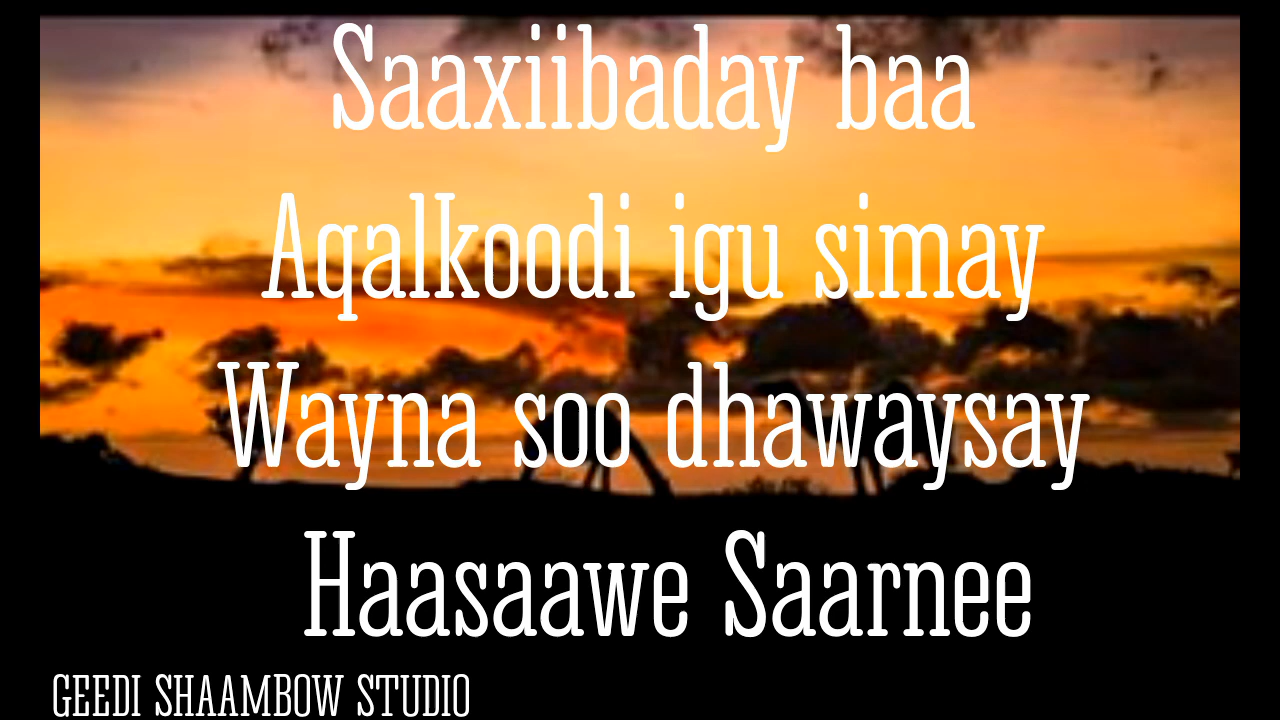 Saaxiibaday baa
Aqalkoodi igu simay
Wayna soo dhawaysay
Haasaawe Saarnee
GEEDI SHAAMBOW STUDIO